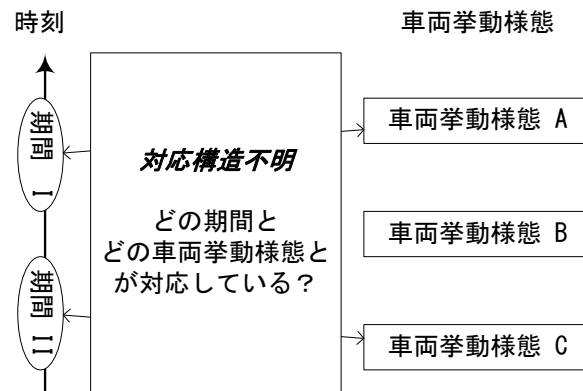 時刻
車両挙動様態
期間 I
対応構造不明
どの期間と
どの車両挙動様態と
が対応している？
期間 II
車両挙動様態 A
車両挙動様態 B
車両挙動様態 C